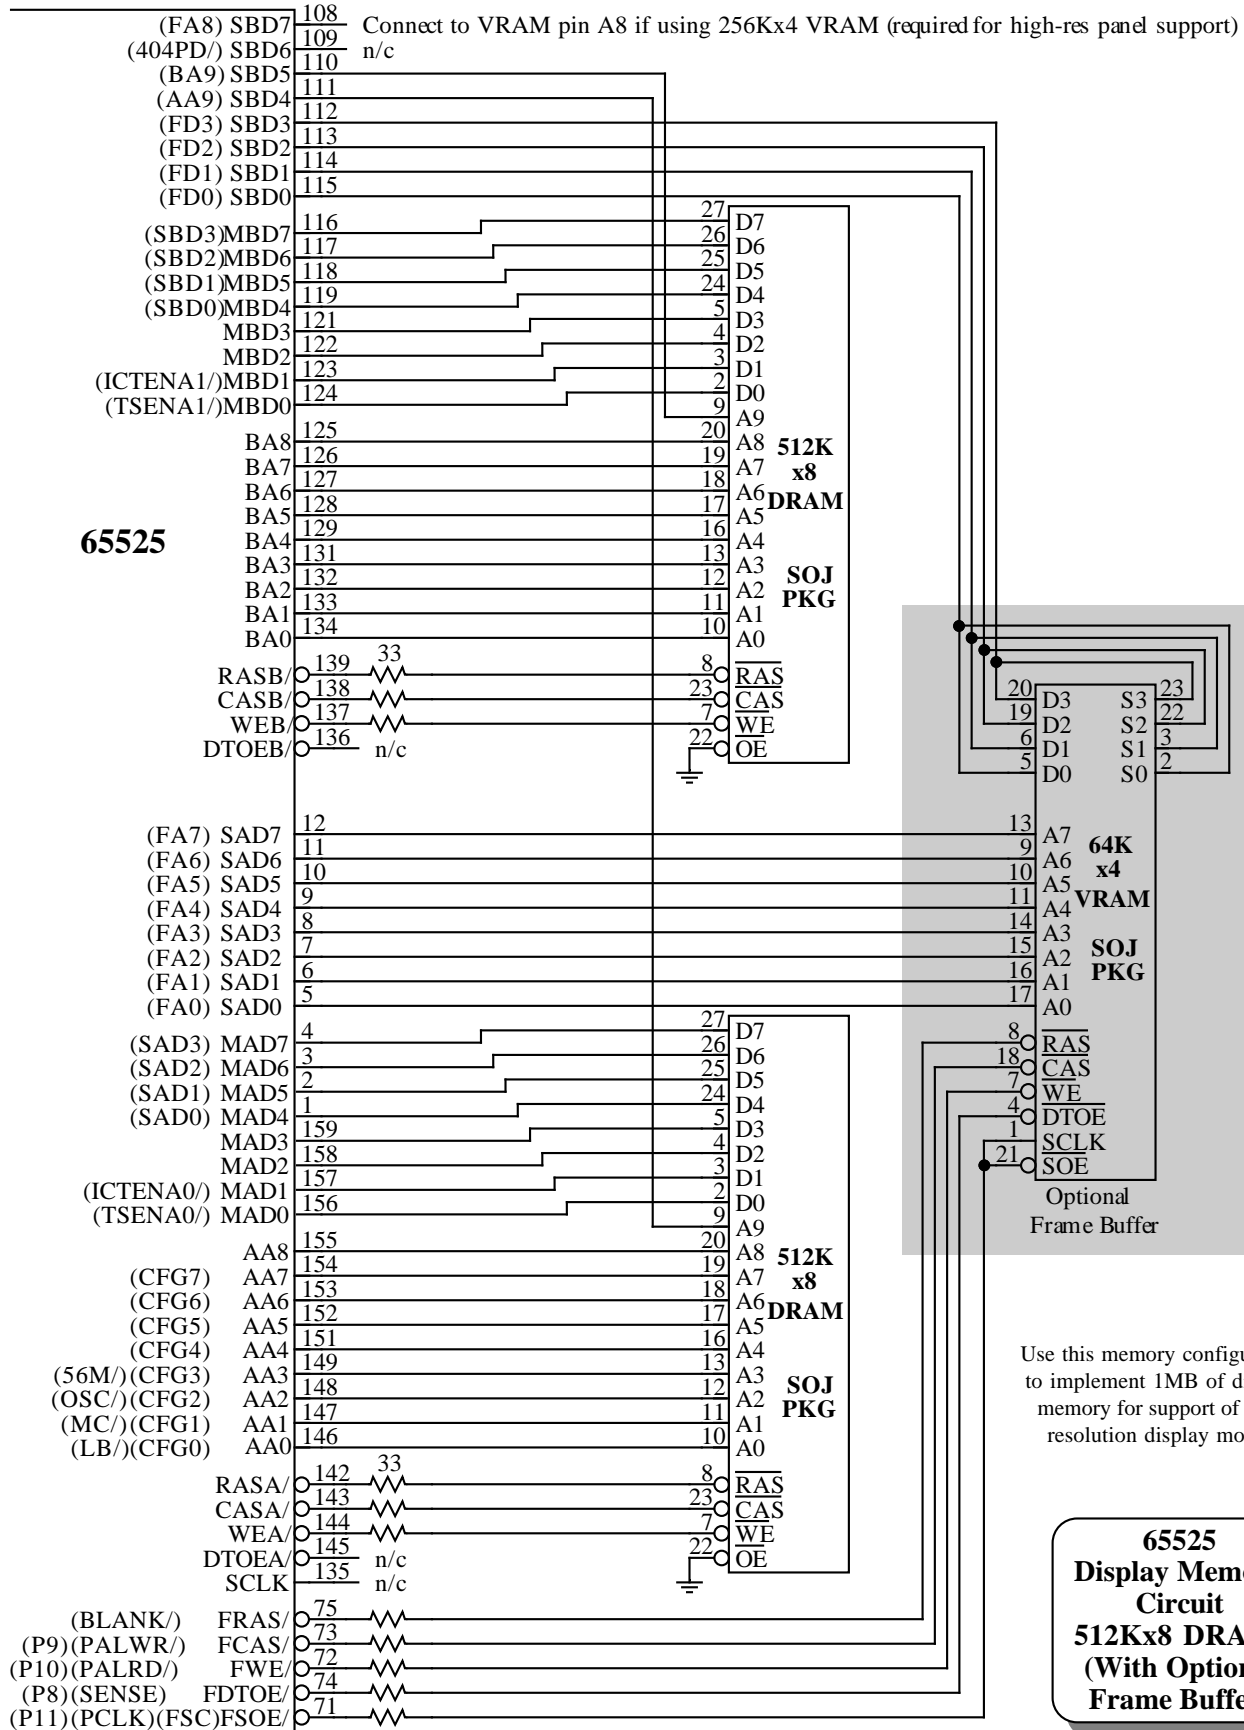 (FA8) SBD7 108 Connect to VRAM pin A8 if using 256Kx4 VRAM (required for high-res panel support)
(404PD/) SBD6 109 n/c
(BA9) SBD5 110
(AA9) SBD4 111
(FD3) SBD3 112
(FD2) SBD2 113
(FD1) SBD1 114
(FD0) SBD0 115
(SBD3)MBD7 116 27 D7
(SBD2)MBD6 117 26 D6
(SBD1)MBD5 118 25 D5
(SBD0)MBD4 119 24 D4
MBD3 121 5 D3
MBD2 122 4 D2
(ICTENA1/)MBD1 123 3 D1
(TSENA1/)MBD0 124 2 D0
9 A9
BA8 125 20 A8
BA7 126 19 A7
BA6 127 18 A6
BA5 128 17 A5
BA4 129 16 A4
BA3 131 13 A3
BA2 132 12 A2
BA1 133 11 A1
BA0 134 10 A0
512K
x8
DRAM
SOJ
PKG
65525
RASB/ 139 33 8 RAS
CASB/ 138 23 CAS
WEB/ 137 7 WE
DTOEB/ 136 n/c 22 OE
20 D3 S3 23
19 D2 S2 22
6 D1 S1 3
5 D0 S0 2
(FA7) SAD7 12 13 A7
(FA6) SAD6 11 9 A6
(FA5) SAD5 10 10 A5
(FA4) SAD4 9 11 A4
(FA3) SAD3 8 14 A3
(FA2) SAD2 7 15 A2
(FA1) SAD1 6 16 A1
(FA0) SAD0 5 17 A0
64K
x4
VRAM
SOJ
PKG
8 RAS
18 CAS
7 WE
4 DTOE
1 SCLK
21 SOE
Optional
Frame Buffer
(SAD3) MAD7 4 27 D7
(SAD2) MAD6 3 26 D6
(SAD1) MAD5 2 25 D5
(SAD0) MAD4 1 24 D4
MAD3 159 5 D3
MAD2 158 4 D2
(ICTENA0/) MAD1 157 3 D1
(TSENA0/) MAD0 156 2 D0
9 A9
AA8 155 20 A8
(CFG7) AA7 154 19 A7
(CFG6) AA6 153 18 A6
(CFG5) AA5 152 17 A5
(CFG4) AA4 151 16 A4
(56M/)(CFG3) AA3 149 13 A3
(OSC/)(CFG2) AA2 148 12 A2
(MC/)(CFG1) AA1 147 11 A1
(LB/)(CFG0) AA0 146 10 A0
512K
x8
DRAM
SOJ
PKG
RASA/ 142 33 8 RAS
CASA/ 143 23 CAS
WEA/ 144 7 WE
DTOEA/ 145 n/c 22 OE
SCLK 135 n/c
(BLANK/) FRAS/ 75
(P9)(PALWR/) FCAS/ 73
(P10)(PALRD/) FWE/ 72
(P8)(SENSE) FDTOE/ 74
(P11)(PCLK)(FSC)FSOE/ 71
Use this memory
to implement 1MB of
memory for support of
resolution display
65525
Display
Circuit
512Kx8
(With
Frame